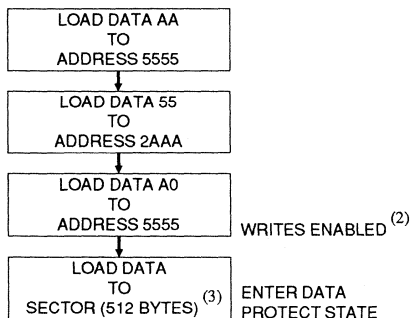 LOAD DATA AA
TO
ADDRESS 5555
LOAD DATA 55
TO
ADDRESS 2AAA
LOAD DATA A0
TO
ADDRESS 5555
WRITES ENABLED (2)
LOAD DATA
TO
SECTOR (512 BYTES) (3)
ENTER DATA
PROTECT STATE